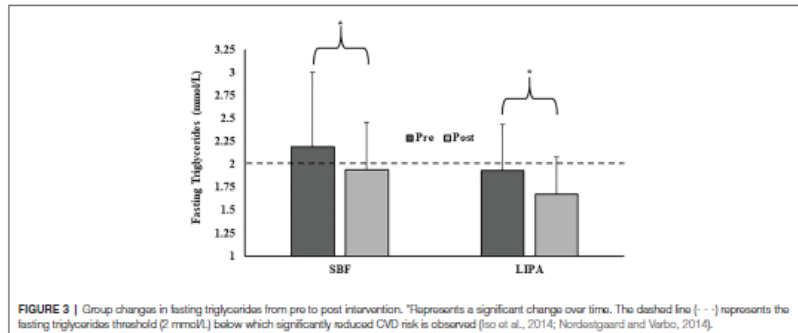 *
*
3.25
3
2.75
2.5
2.25
2
1.75
1.5
1.25
1
Fasting Triglycerides (mmol/L)
Pre Post
SBF LIPA
FIGURE 3 | Group changes in fasting triglycerides from pre to post intervention. *Represents a significant change over time. The dashed line (- - -) represents the
fasting triglycerides threshold (2 mmol/L) below which significantly reduced CVD risk is observed (Iso et al., 2014; Nordestgaard and Varbo, 2014).